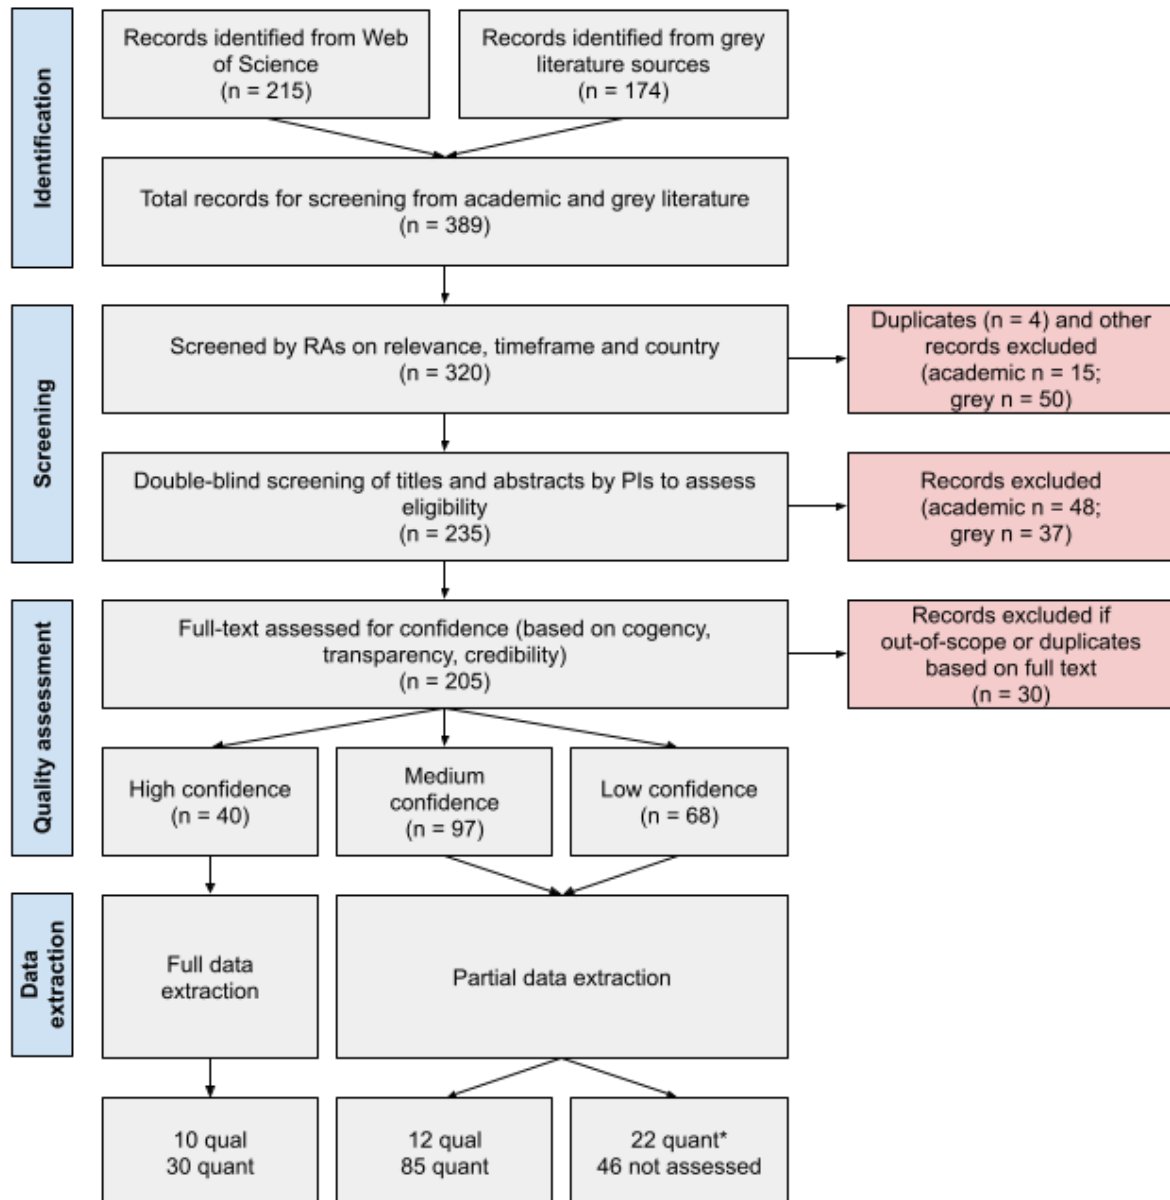 Identification
Records identified from Web
of Science
(n = 215)
Records identified from grey
literature sources
(n = 174)
Total records for screening from academic and grey literature
(n = 389)
Screening
Screened by RAs on relevance, timeframe and country
(n = 320)
Duplicates (n = 4) and other
records excluded
(academic n = 15;
grey n = 50)
Double-blind screening of titles and abstracts by PIs to assess
eligibility
(n = 235)
Records excluded
(academic n = 48;
grey n = 37)
Quality assessment
Full-text assessed for confidence (based on cogency,
transparency, credibility)
(n = 205)
Records excluded if
out-of-scope or duplicates
based on full text
(n = 30)
High confidence
(n = 40)
Medium
confidence
(n = 97)
Low confidence
(n = 68)
Data
extraction
Full data
extraction
Partial data extraction
10 qual
30 quant
12 qual
85 quant
22 quant*
46 not assessed